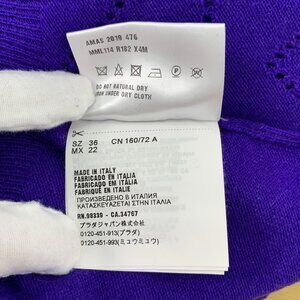 AMAS 2019 476
MML114 R182 X4M
DO NOT NATURAL DRY
IRON UNDER DRY CLOTH
SZ 36 CN 160/72 A
MX 22
MADE IN ITALY
FABRICADO EN ITALIA
FABRICADO EM ITÁLIA
FABRIQUÉ EN ITALIE
ПРОИЗВЕДЕНО В ИТАЛИЯ
ΚΑΤΑΣΚΕΥΑΖΕΤΑΙ ΣΤΗΝ ΙΤΑΛΙΑ
RN.98339 - CA.34767
プラダジャパン株式会社
0120-451-913(プラダ)
0120-451-993(ミュウミュウ)